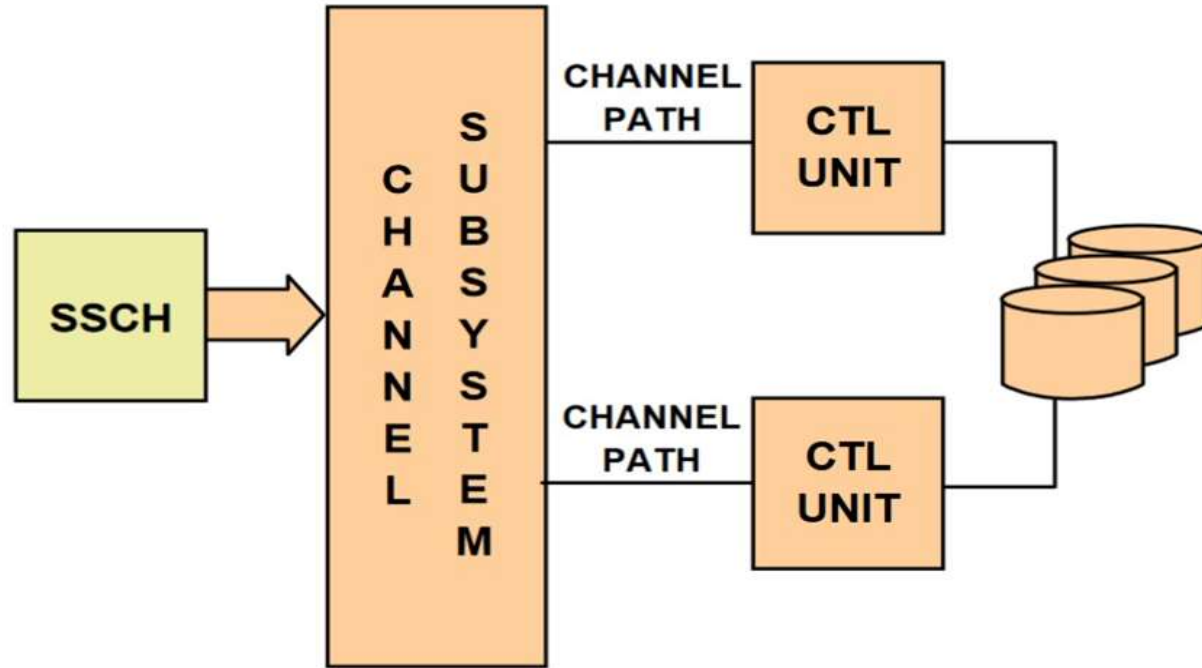 SSCH
CHANNEL
SUBSYSTEM
CHANNEL
PATH
CTL
UNIT
CHANNEL
PATH
CTL
UNIT